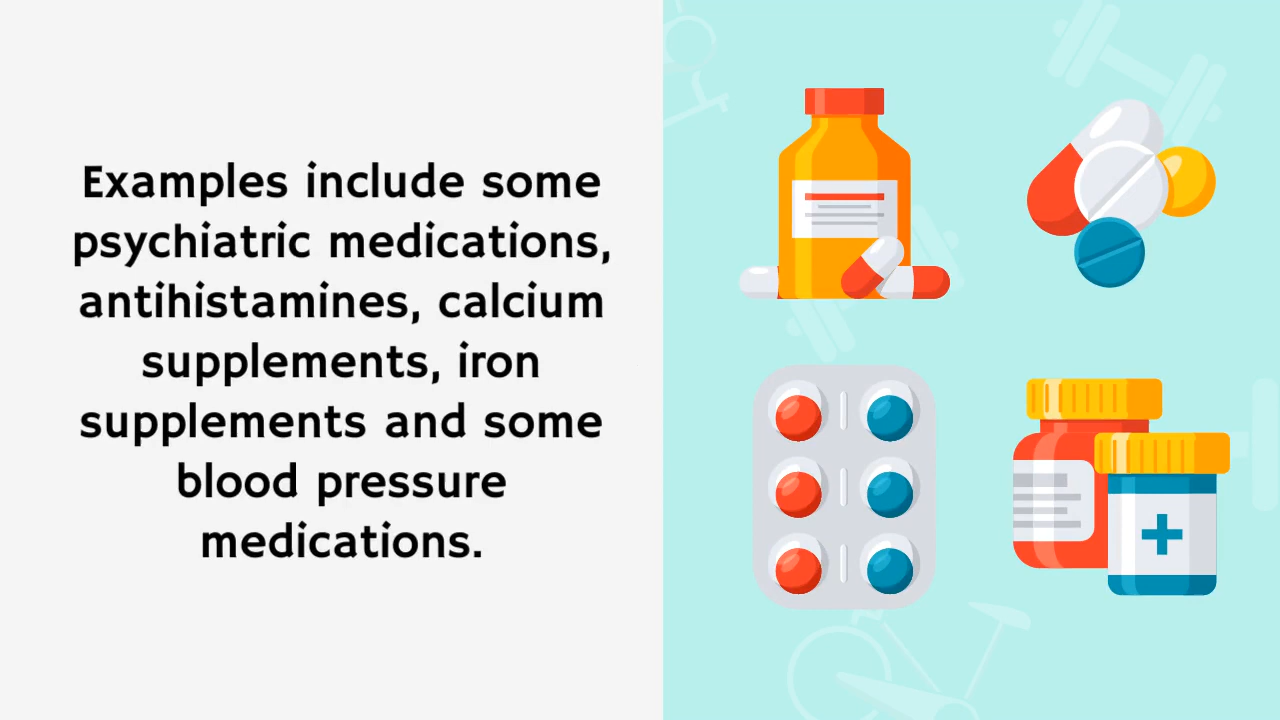 Examples include some
psychiatric medications,
antihistamines, calcium
supplements, iron
supplements and some
blood pressure
medications.